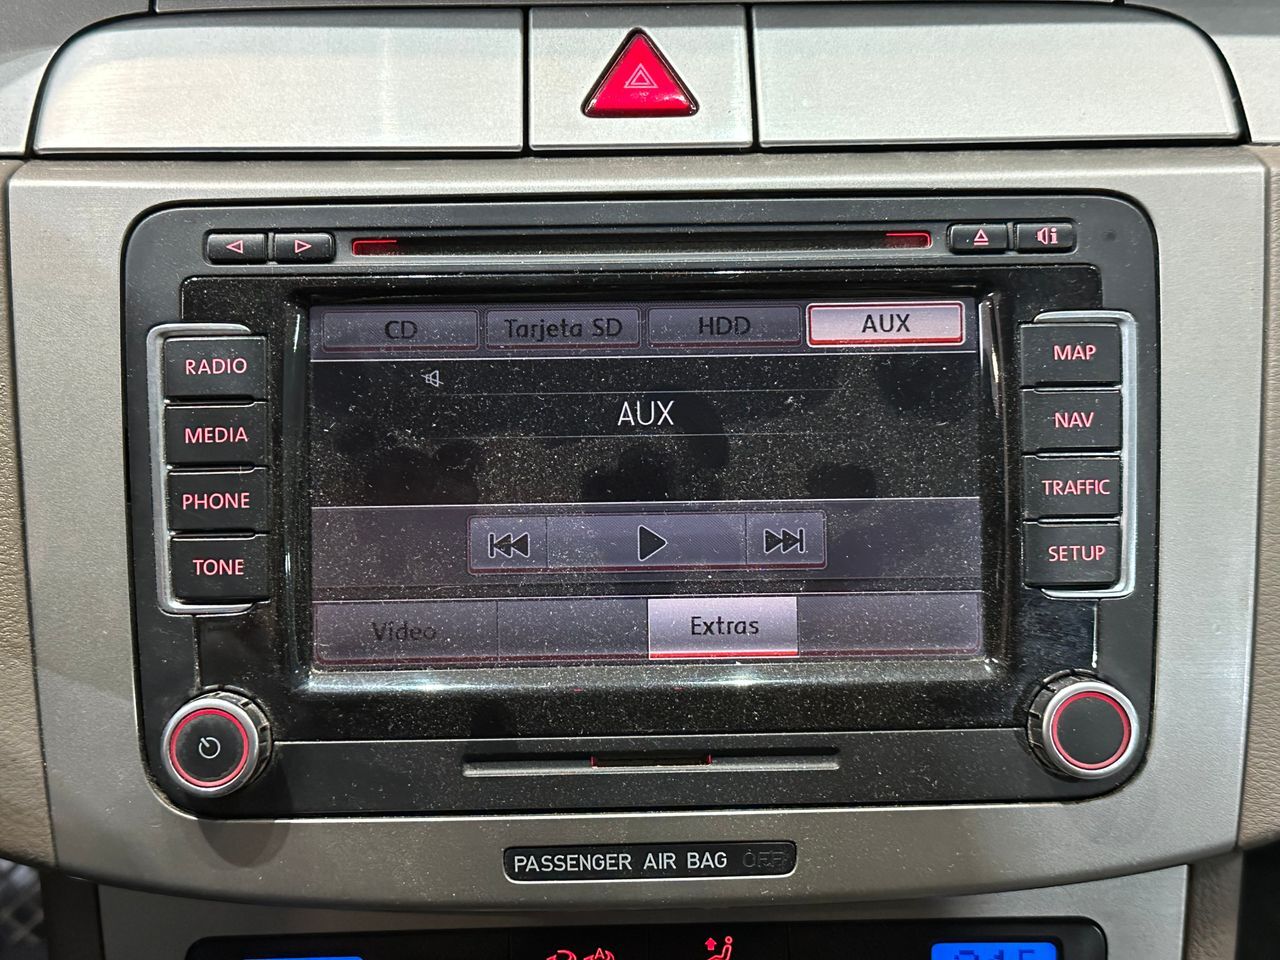 CD
Tarjeta SD
HDD
AUX
RADIO
MEDIA
PHONE
TONE
AUX
Vídeo
Extras
MAP
NAV
TRAFFIC
SETUP
PASSENGER AIR BAG OFF